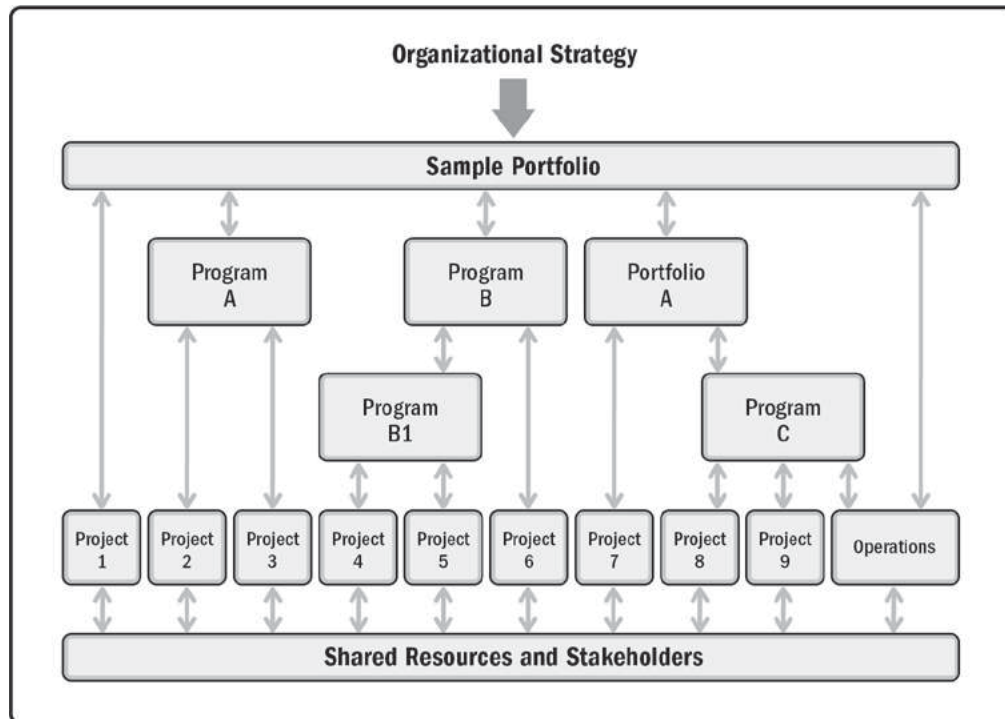 Organizational Strategy
Sample Portfolio
Program
A
Program
B
Portfolio
A
Program
B1
Program
C
Project
1
Project
2
Project
3
Project
4
Project
5
Project
6
Project
7
Project
8
Project
9
Operations
Shared Resources and Stakeholders